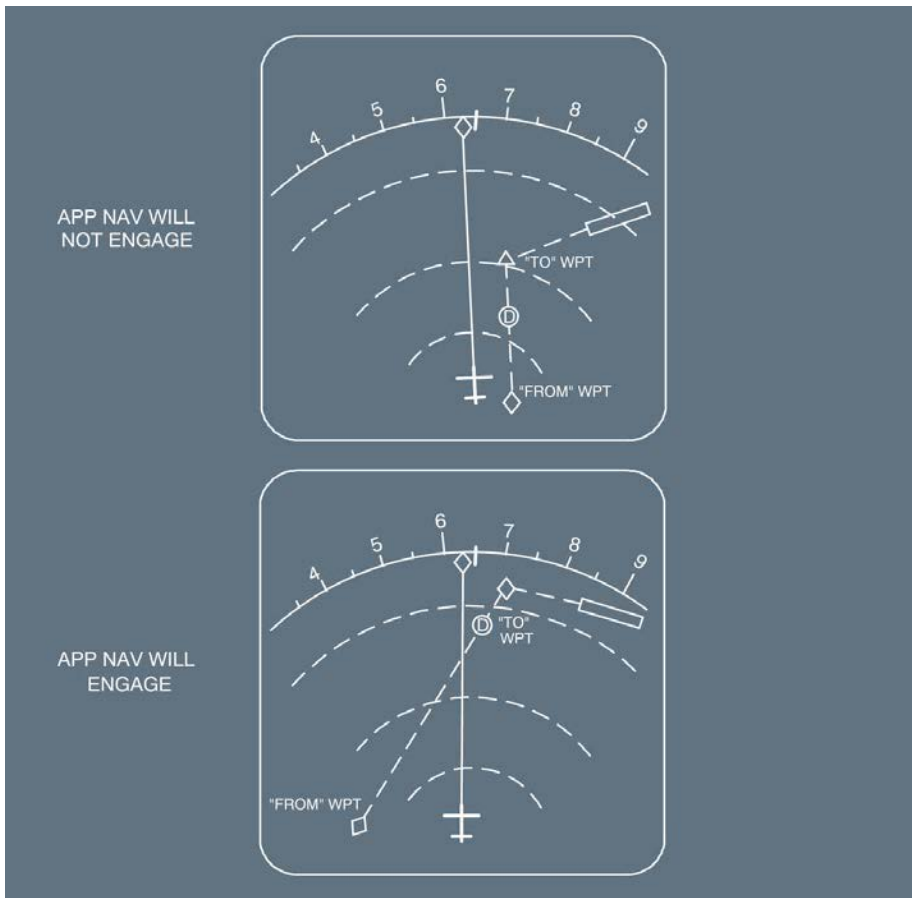 4 5 6 7 8 9
APP NAV WILL
NOT ENGAGE
"TO" WPT
D
"FROM" WPT
4 5 6 7 8 9
D
"TO"
WPT
APP NAV WILL
ENGAGE
"FROM" WPT